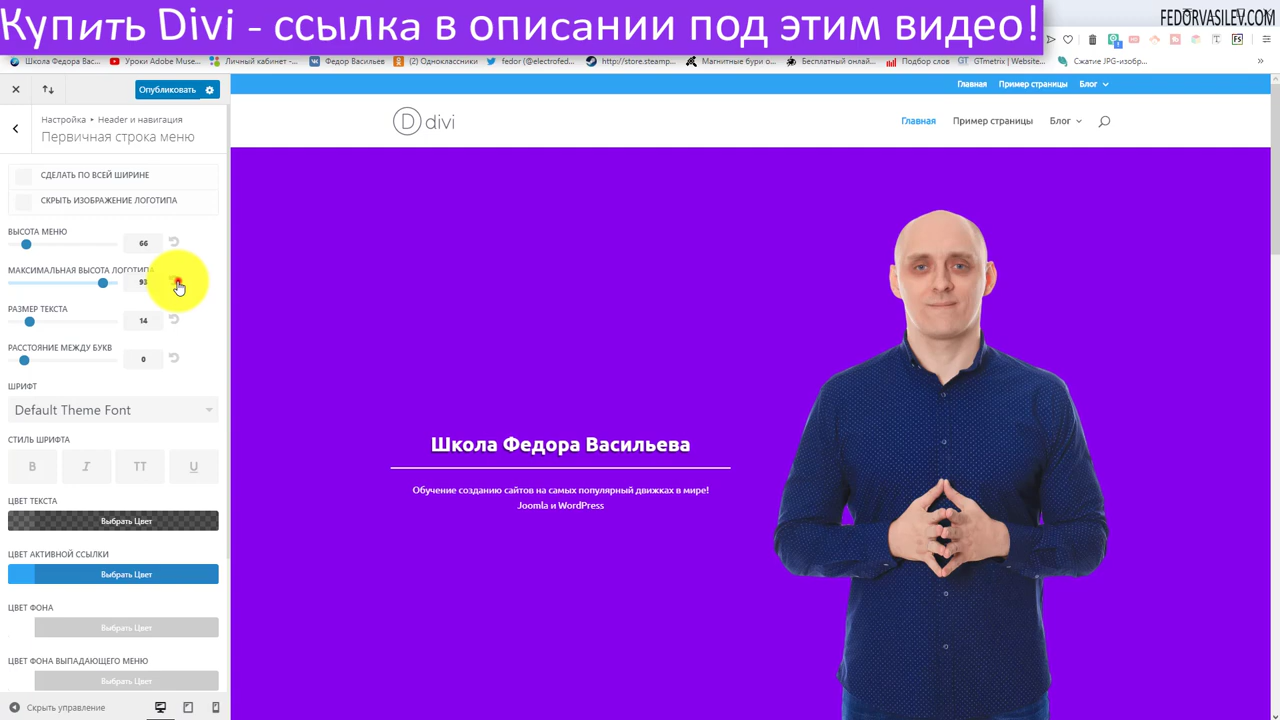 Купить Divi - ссылка в описании под этим видео!
FEDORVASILEV.COM
Школа Федора Вас...
Уроки Adobe Muse...
Личный кабинет -...
Федор Васильев
(2) Одноклассники
fedor (@electrofed...
http://store.steamp...
Магнитные бури о...
Бесплатный онлай...
Подбор слов
GTmetrix | Website...
Сжатие JPG-изобр...
Опубликовать
Главная Пример страницы Блог
Настройка ▸ Header и навигация
Первичная строка меню
divi
Главная Пример страницы Блог
СДЕЛАТЬ ПО ВСЕЙ ШИРИНЕ
СКРЫТЬ ИЗОБРАЖЕНИЕ ЛОГОТИПА
ВЫСОТА МЕНЮ
66
МАКСИМАЛЬНАЯ ВЫСОТА ЛОГОТИПА
93
РАЗМЕР ТЕКСТА
14
РАССТОЯНИЕ МЕЖДУ БУКВ
0
ШРИФТ
Default Theme Font
СТИЛЬ ШРИФТА
B I TT U
ЦВЕТ ТЕКСТА
Выбрать Цвет
ЦВЕТ АКТИВНОЙ ССЫЛКИ
Выбрать Цвет
ЦВЕТ ФОНА
Выбрать Цвет
ЦВЕТ ФОНА ВЫПАДАЮЩЕГО МЕНЮ
Выбрать Цвет
Скрыть управление
Школа Федора Васильева
Обучение созданию сайтов на самых популярный движках в мире!
Joomla и WordPress